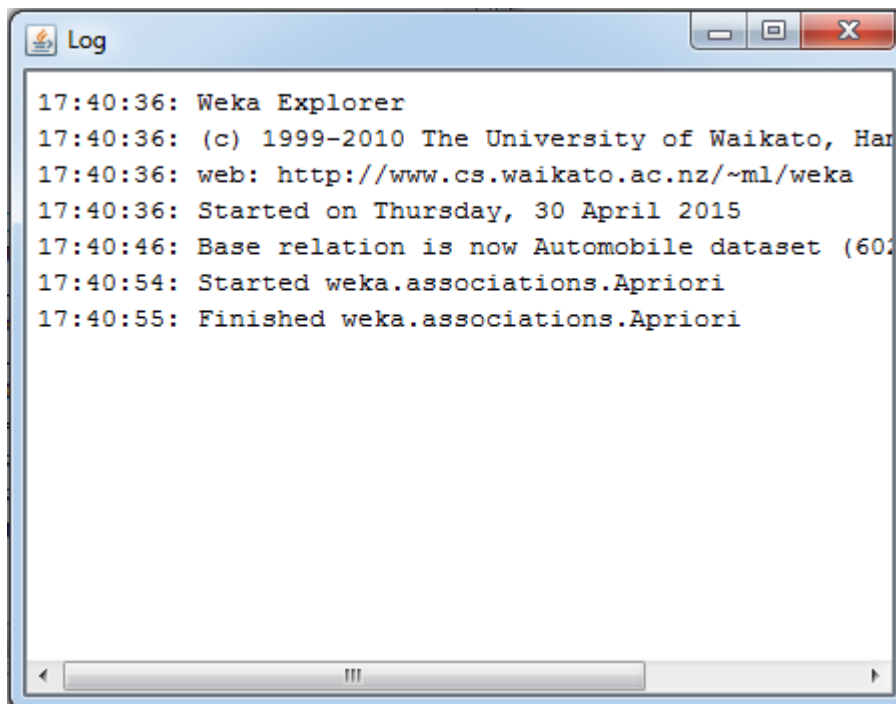 Log
17:40:36: Weka Explorer
17:40:36: (c) 1999-2010 The University of Waikato,
17:40:36: web: http://www.cs.waikato.ac.nz/~ml/weka
17:40:36: Started on Thursday, 30 April 2015
17:40:46: Base relation is now Automobile dataset
17:40:54: Started weka.associations.Apriori
17:40:55: Finished weka.associations.Apriori